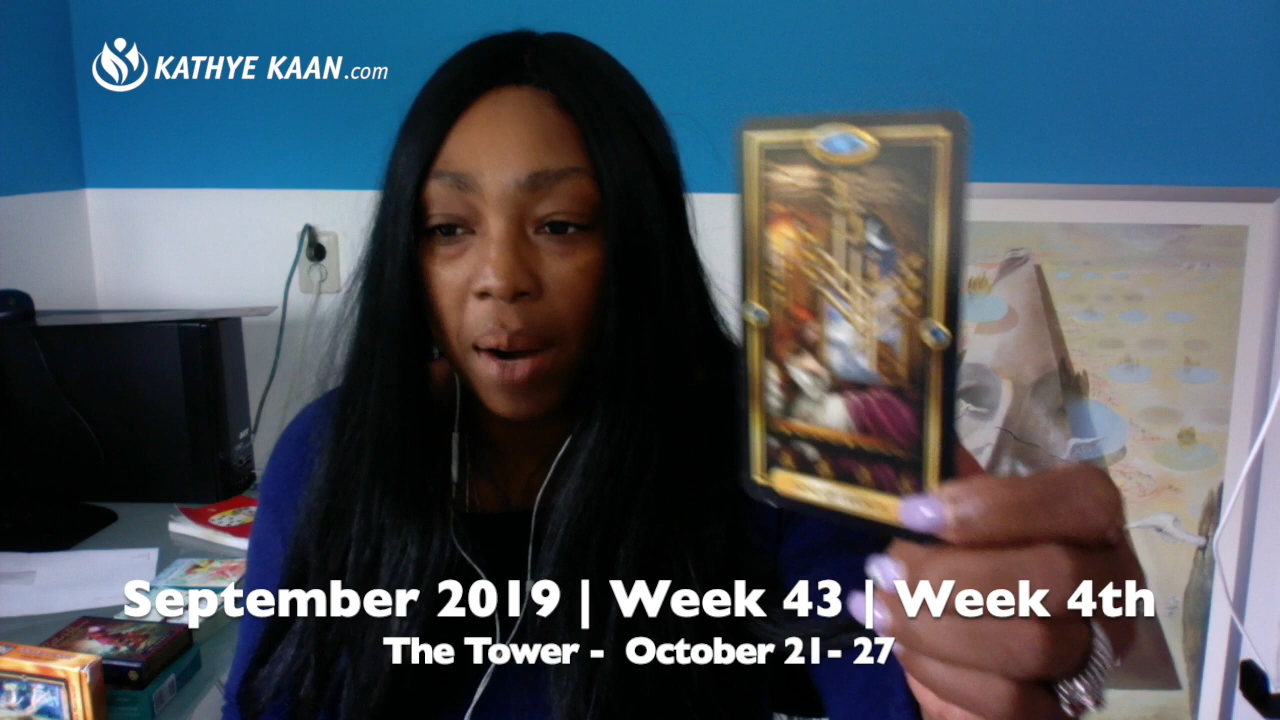 KATHYE KAAN.com
September 2019 | Week 43 | Week 4th
The Tower - October 21- 27